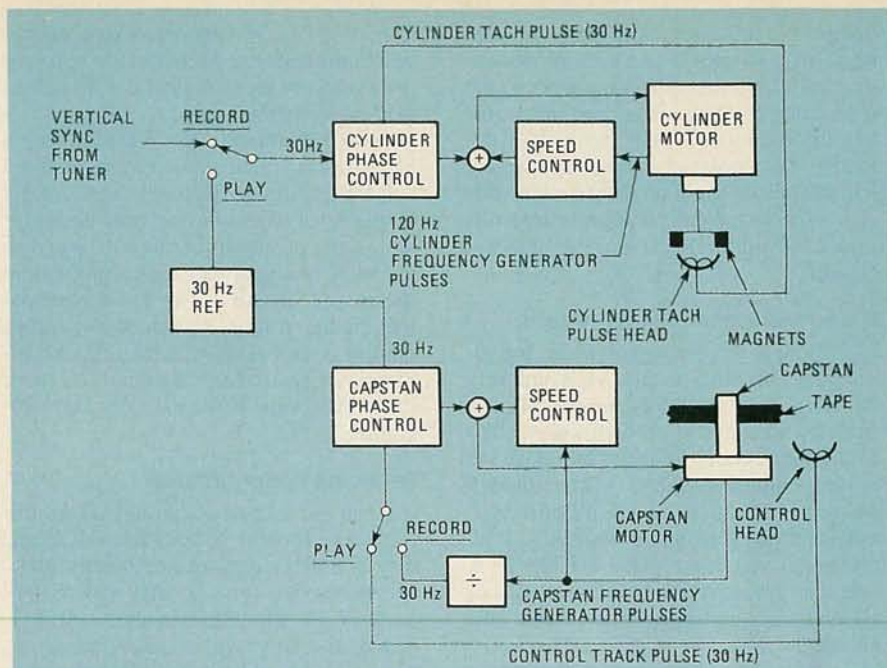 CYLINDER TACH PULSE (30 Hz)
VERTICAL
SYNC
FROM
TUNER
RECORD
PLAY
30Hz
CYLINDER
PHASE
CONTROL
+
SPEED
CONTROL
CYLINDER
MOTOR
120 Hz
CYLINDER
FREQUENCY GENERATOR
PULSES
CYLINDER TACH
PULSE HEAD
MAGNETS
30 Hz
REF
30 Hz
CAPSTAN
PHASE
CONTROL
+
SPEED
CONTROL
CAPSTAN
TAPE
CAPSTAN
MOTOR
CONTROL
HEAD
PLAY
RECORD
30 Hz
÷
CAPSTAN FREQUENCY
GENERATOR PULSES
CONTROL TRACK PULSE (30 Hz)